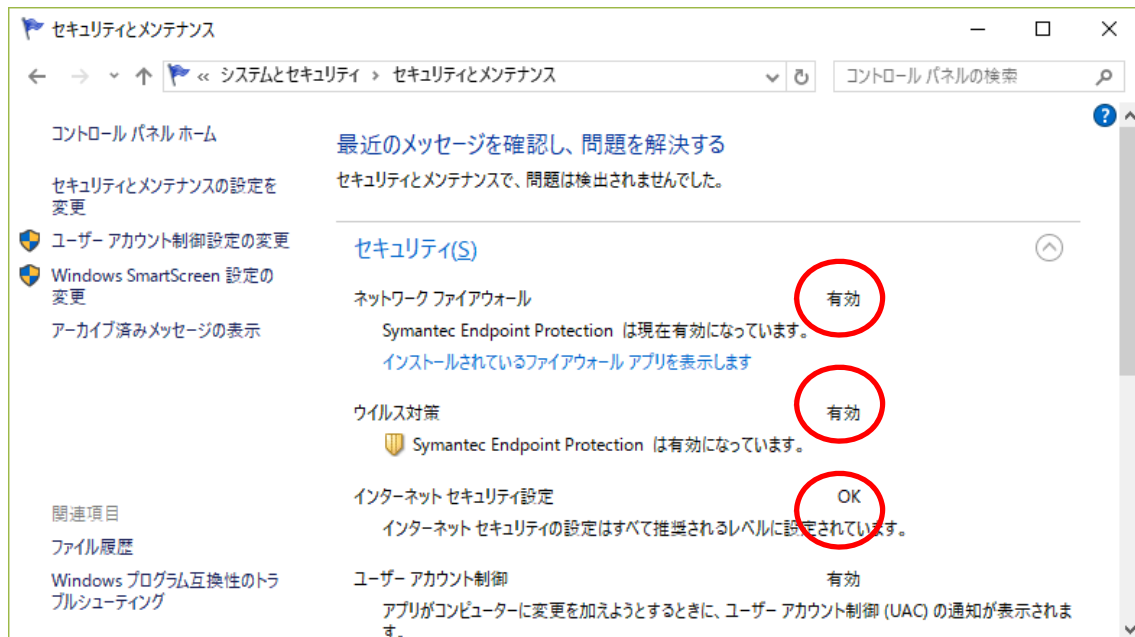 セキュリティとメンテナンス
« システムとセキュリティ › セキュリティとメンテナンス
コントロール パネルの検索
コントロール パネル ホーム
セキュリティとメンテナンスの設定を
変更
ユーザー アカウント制御設定の変更
Windows SmartScreen 設定の
変更
アーカイブ済みメッセージの表示
関連項目
ファイル履歴
Windows プログラム互換性のトラ
ブルシューティング
?
最近のメッセージを確認し、問題を解決する
セキュリティとメンテナンスで、問題は検出されませんでした。
セキュリティ(S)
ネットワーク ファイアウォール 有効
Symantec Endpoint Protection は現在有効になっています。
インストールされているファイアウォール アプリを表示します
ウイルス対策 有効
Symantec Endpoint Protection は有効になっています。
インターネット セキュリティ設定 OK
インターネット セキュリティの設定はすべて推奨されるレベルに設定されています。
ユーザー アカウント制御 有効
アプリがコンピューターに変更を加えようとするときに、ユーザー アカウント制御 (UAC) の通知が表示されま
す。